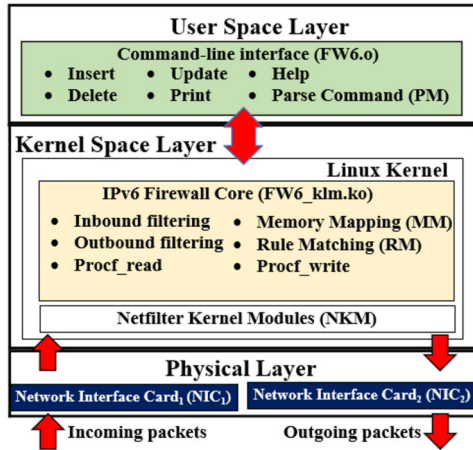 User Space Layer
Command-line interface (FW6.o)
• Insert • Update • Help
• Delete • Print • Parse Command (PM)
Kernel Space Layer
Linux Kernel
IPv6 Firewall Core (FW6_klm.ko)
• Inbound filtering • Memory Mapping (MM)
• Outbound filtering • Rule Matching (RM)
• Procf_read • Procf_write
Netfilter Kernel Modules (NKM)
Physical Layer
Network Interface Card₁ (NIC₁) Network Interface Card₂ (NIC₂)
Incoming packets Outgoing packets